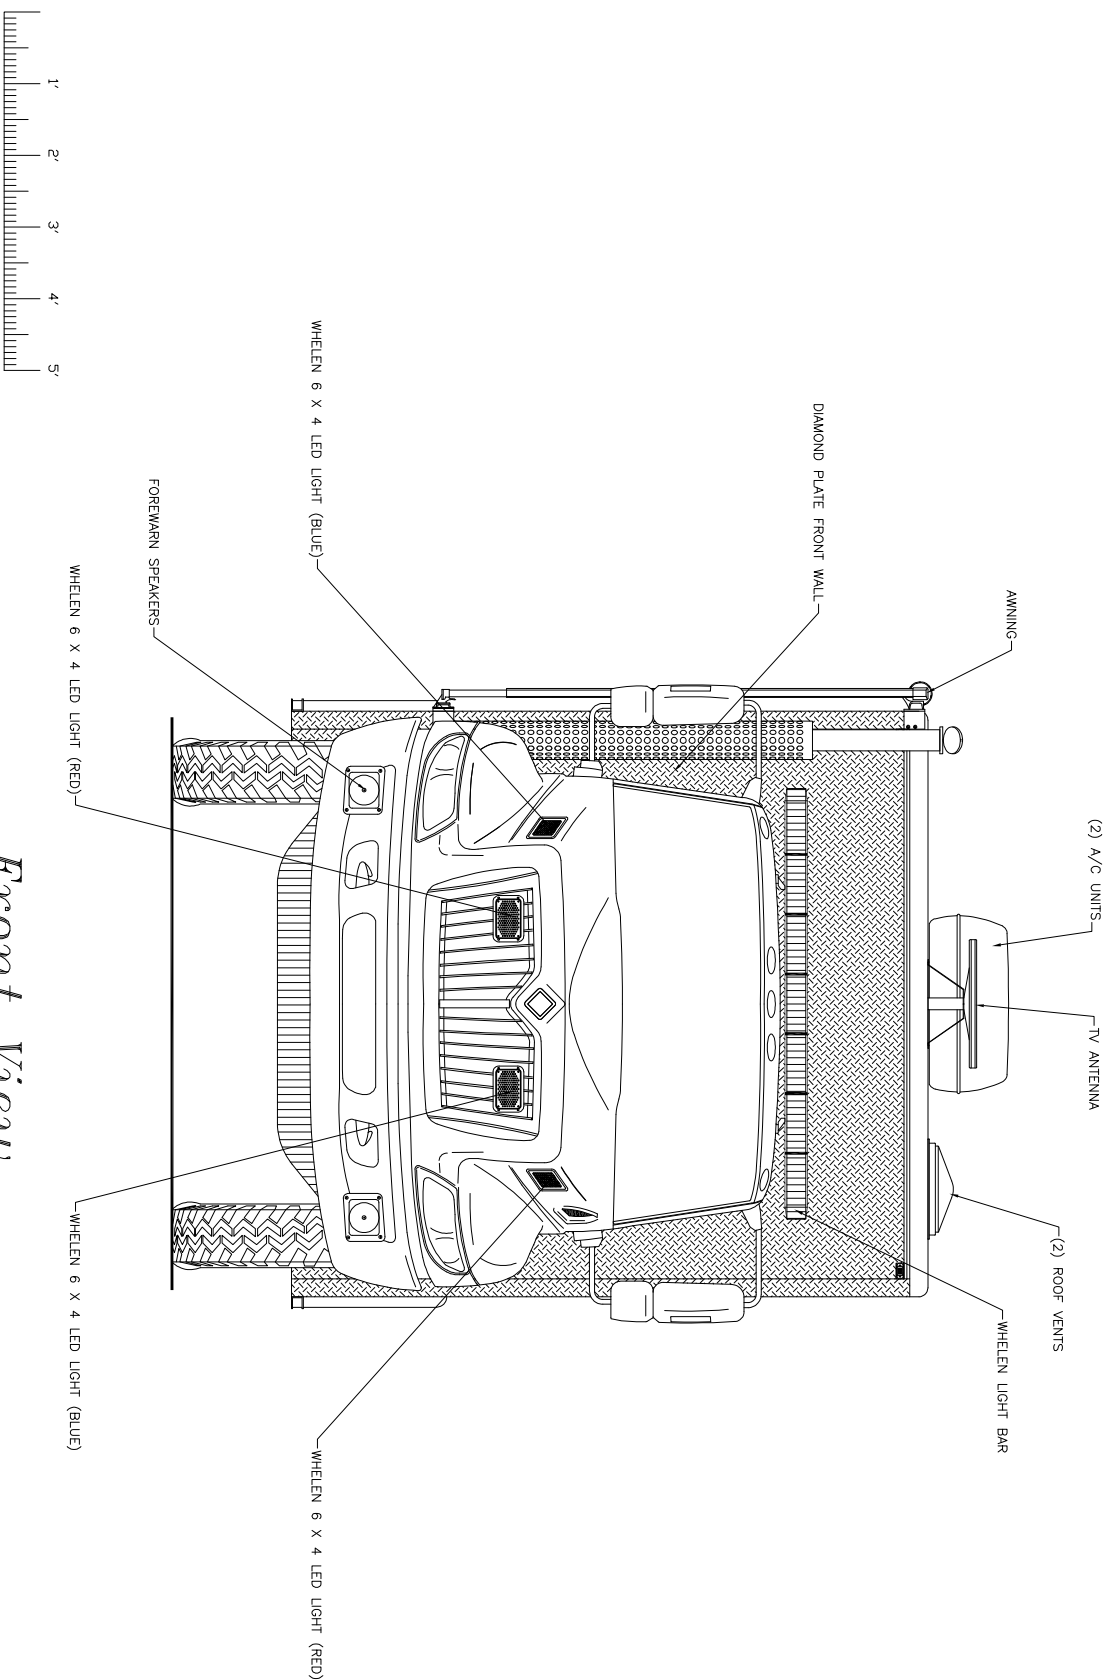 (2) A/C UNITS
TV ANTENNA
AWNING
(2) ROOF VENTS
WHELEN LIGHT BAR
DIAMOND PLATE FRONT WALL
WHELEN 6 X 4 LED LIGHT (BLUE)
WHELEN 6 X 4 LED LIGHT (RED)
FOREWARN SPEAKERS
WHELEN 6 X 4 LED LIGHT (RED)
WHELEN 6 X 4 LED LIGHT (BLUE)
1' 2' 3' 4' 5'
Front View